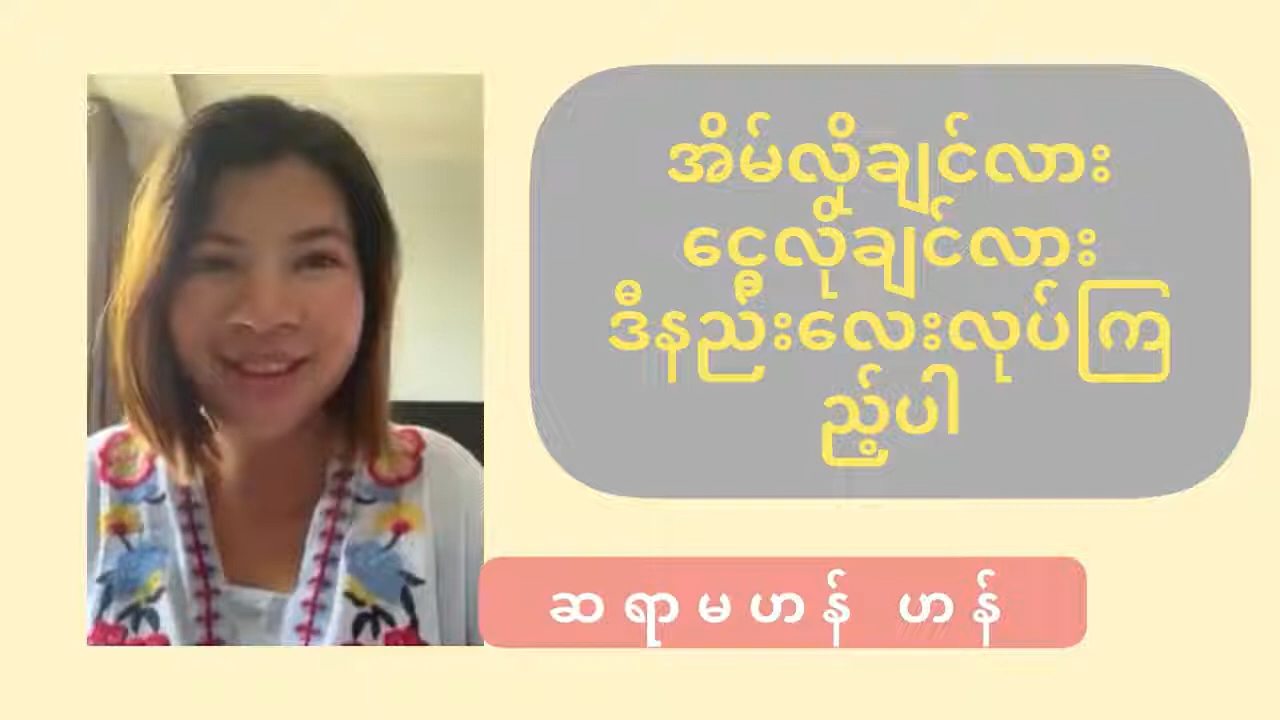 အိမ်လိုချင်လား
ငွေလိုချင်လား
ဒီနည်းလေးလုပ်ကြ
ည့်ပါ
ဆရာမဟန် ဟန်